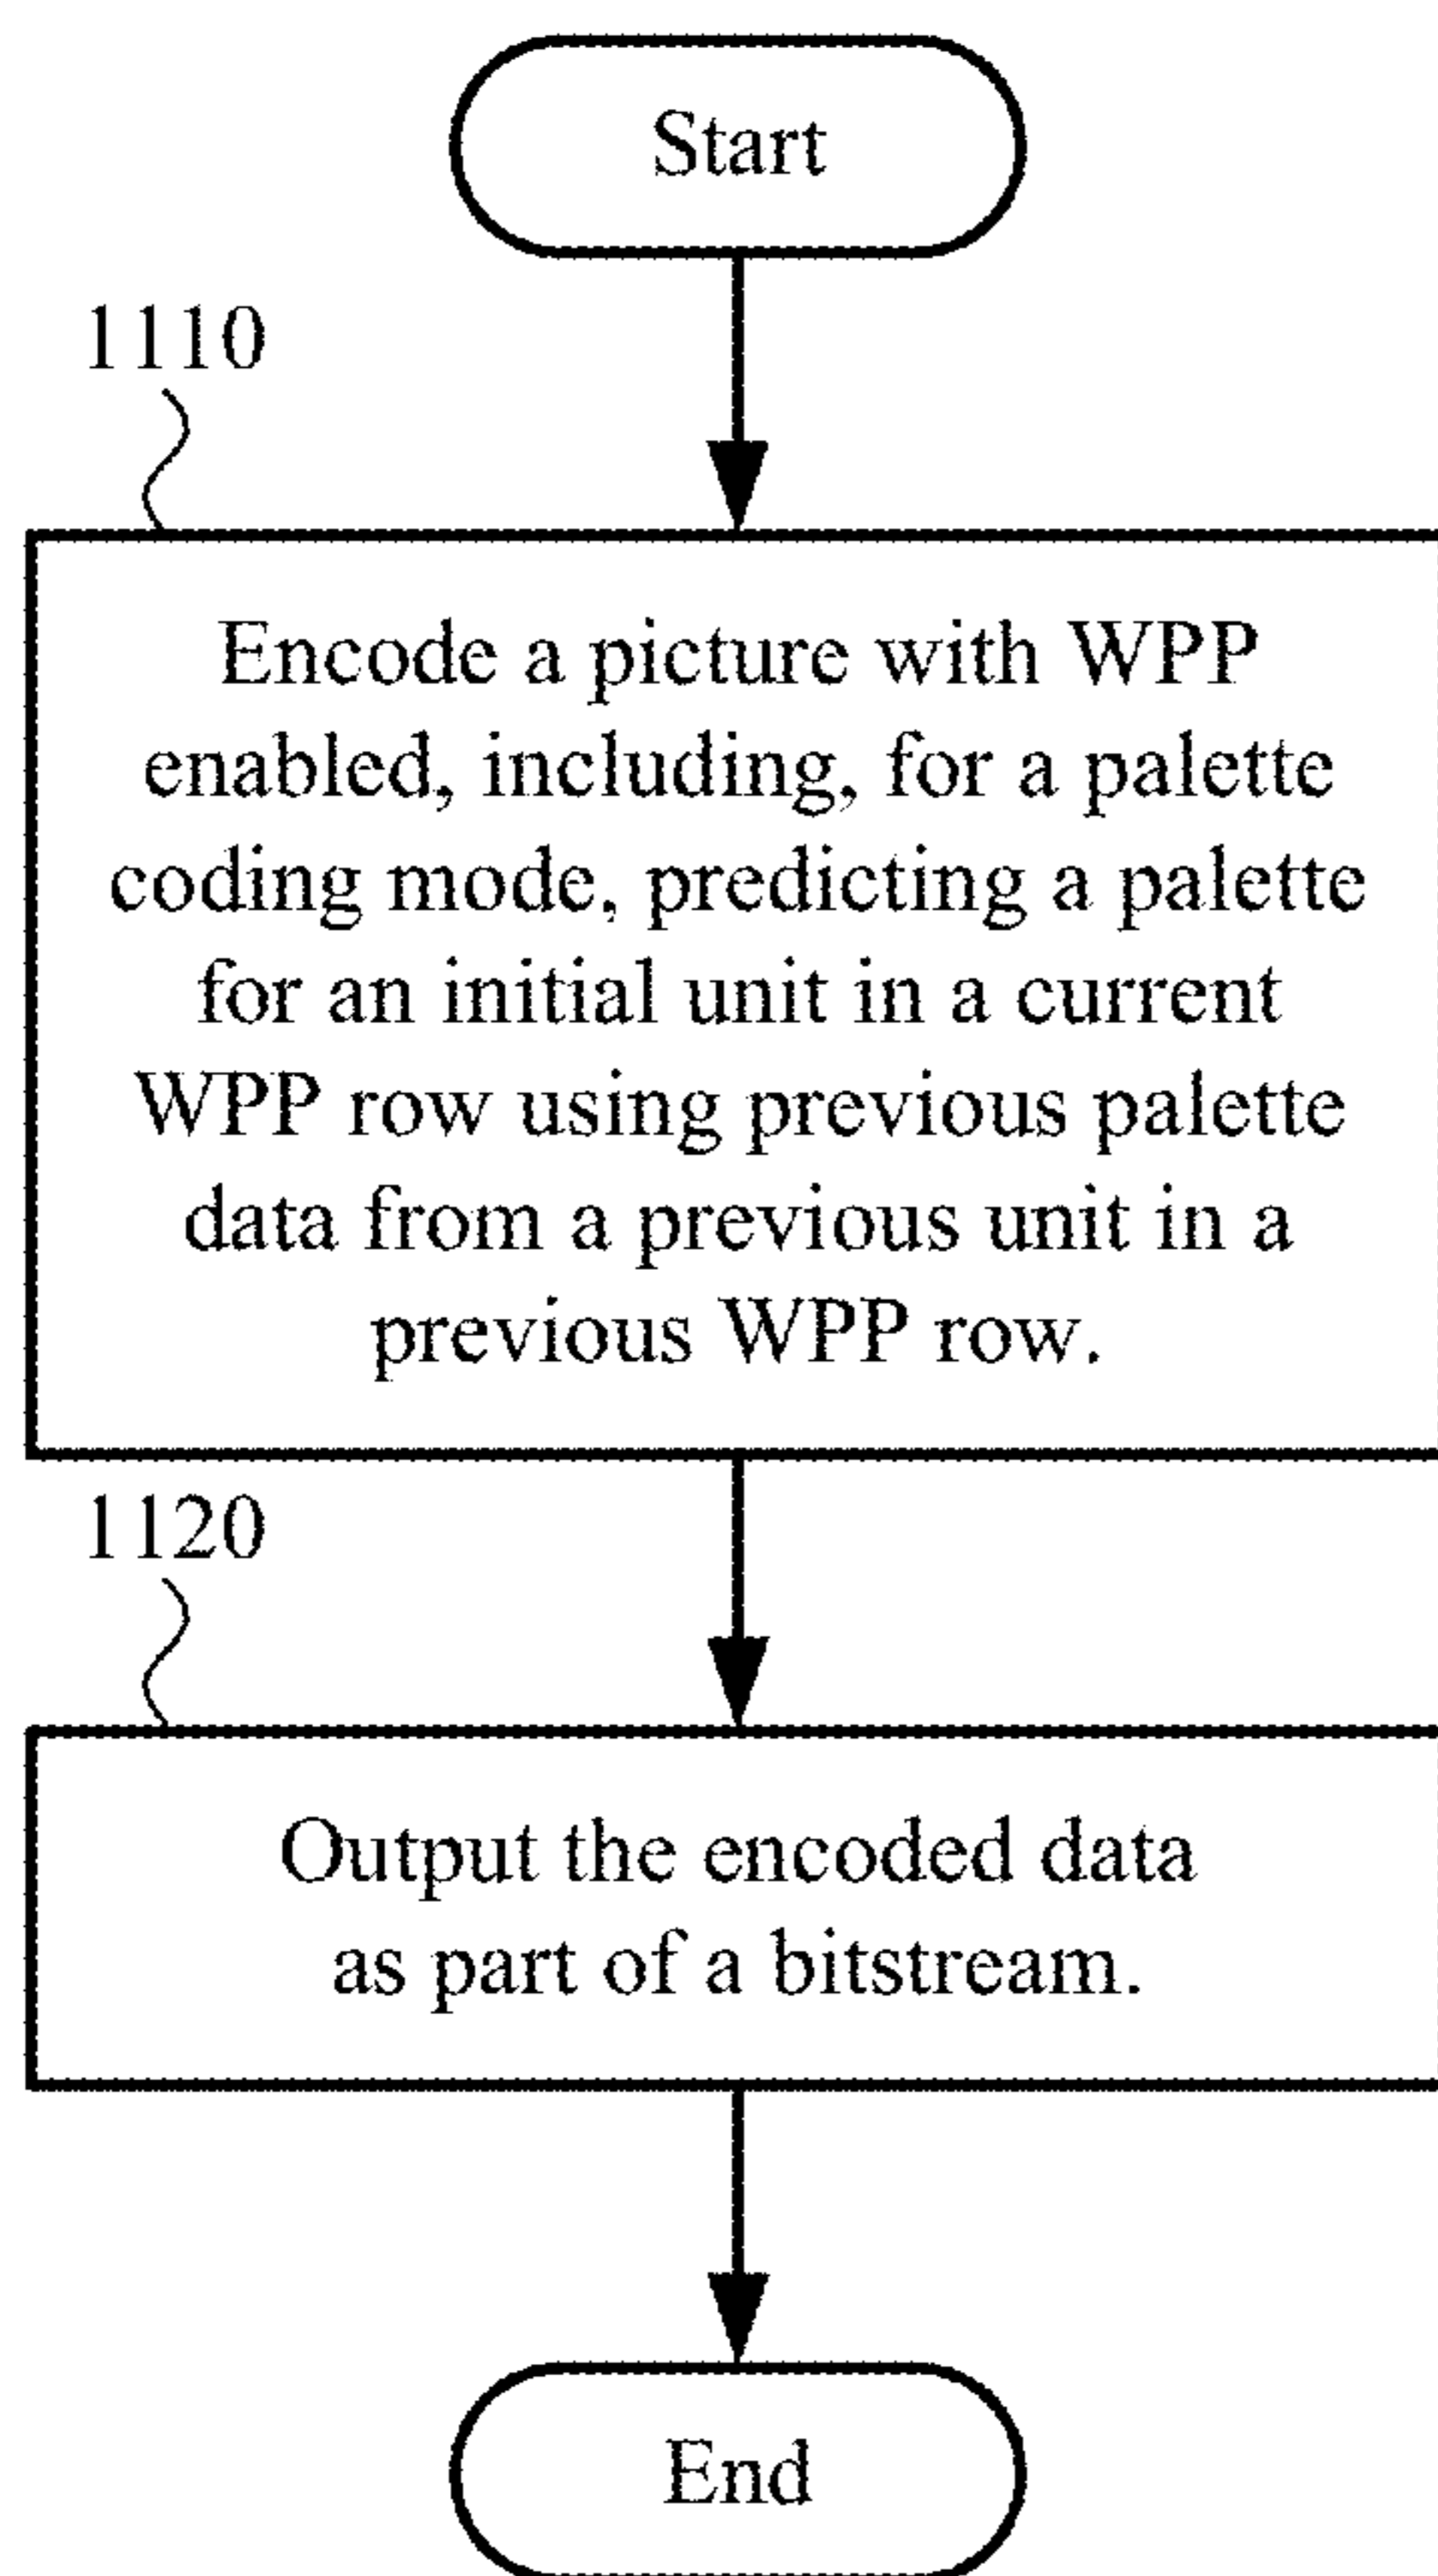 Start
1110
Encode a picture with WPP
enabled, including, for a palette
coding mode, predicting a palette
for an initial unit in a current
WPP row using previous palette
data from a previous unit in a
previous WPP row.
1120
Output the encoded data
as part of a bitstream.
End